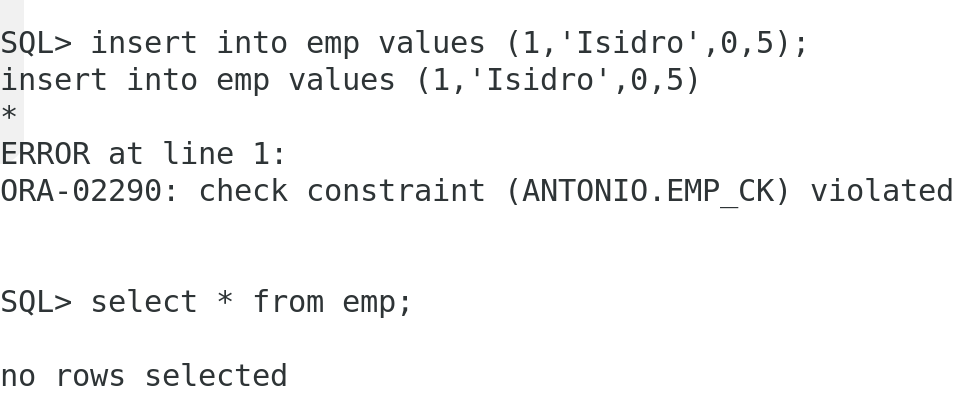 SQL> insert into emp values (1,'Isidro',0,5);
insert into emp values (1,'Isidro',0,5)
*
ERROR at line 1:
ORA-02290: check constraint (ANTONIO.EMP_CK) violated
SQL> select * from emp;
no rows selected